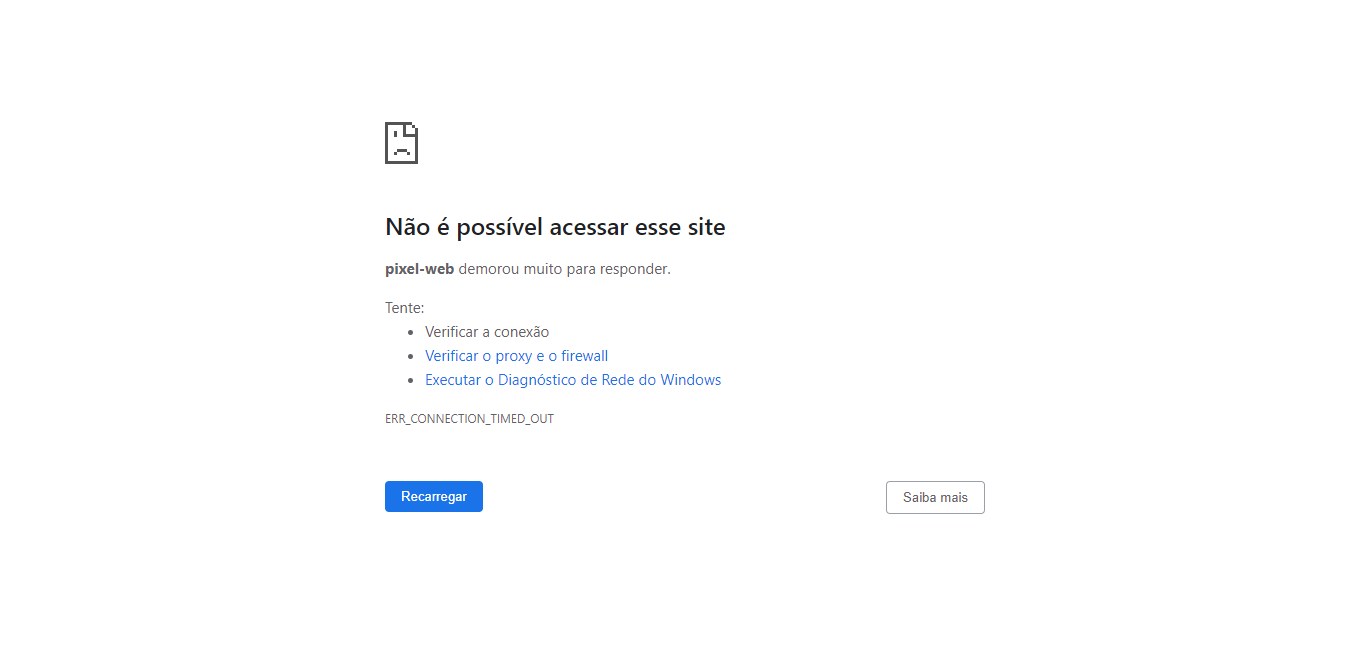 Não é possível acessar esse site
pixel-web demorou muito para responder.
Tente:
Verificar a conexão
Verificar o proxy e o firewall
Executar o Diagnóstico de Rede do Windows
ERR_CONNECTION_TIMED_OUT
Recarregar
Saiba mais